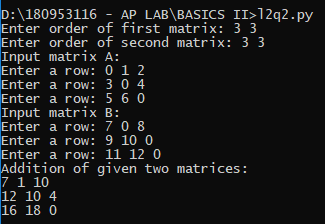 D:\180953116 - AP LAB\BASICS II>l2q2.py
Enter order of first matrix: 3 3
Enter order of second matrix: 3 3
Input matrix A:
Enter a row: 0 1 2
Enter a row: 3 0 4
Enter a row: 5 6 0
Input matrix B:
Enter a row: 7 0 8
Enter a row: 9 10 0
Enter a row: 11 12 0
Addition of given two matrices:
7 1 10
12 10 4
16 18 0